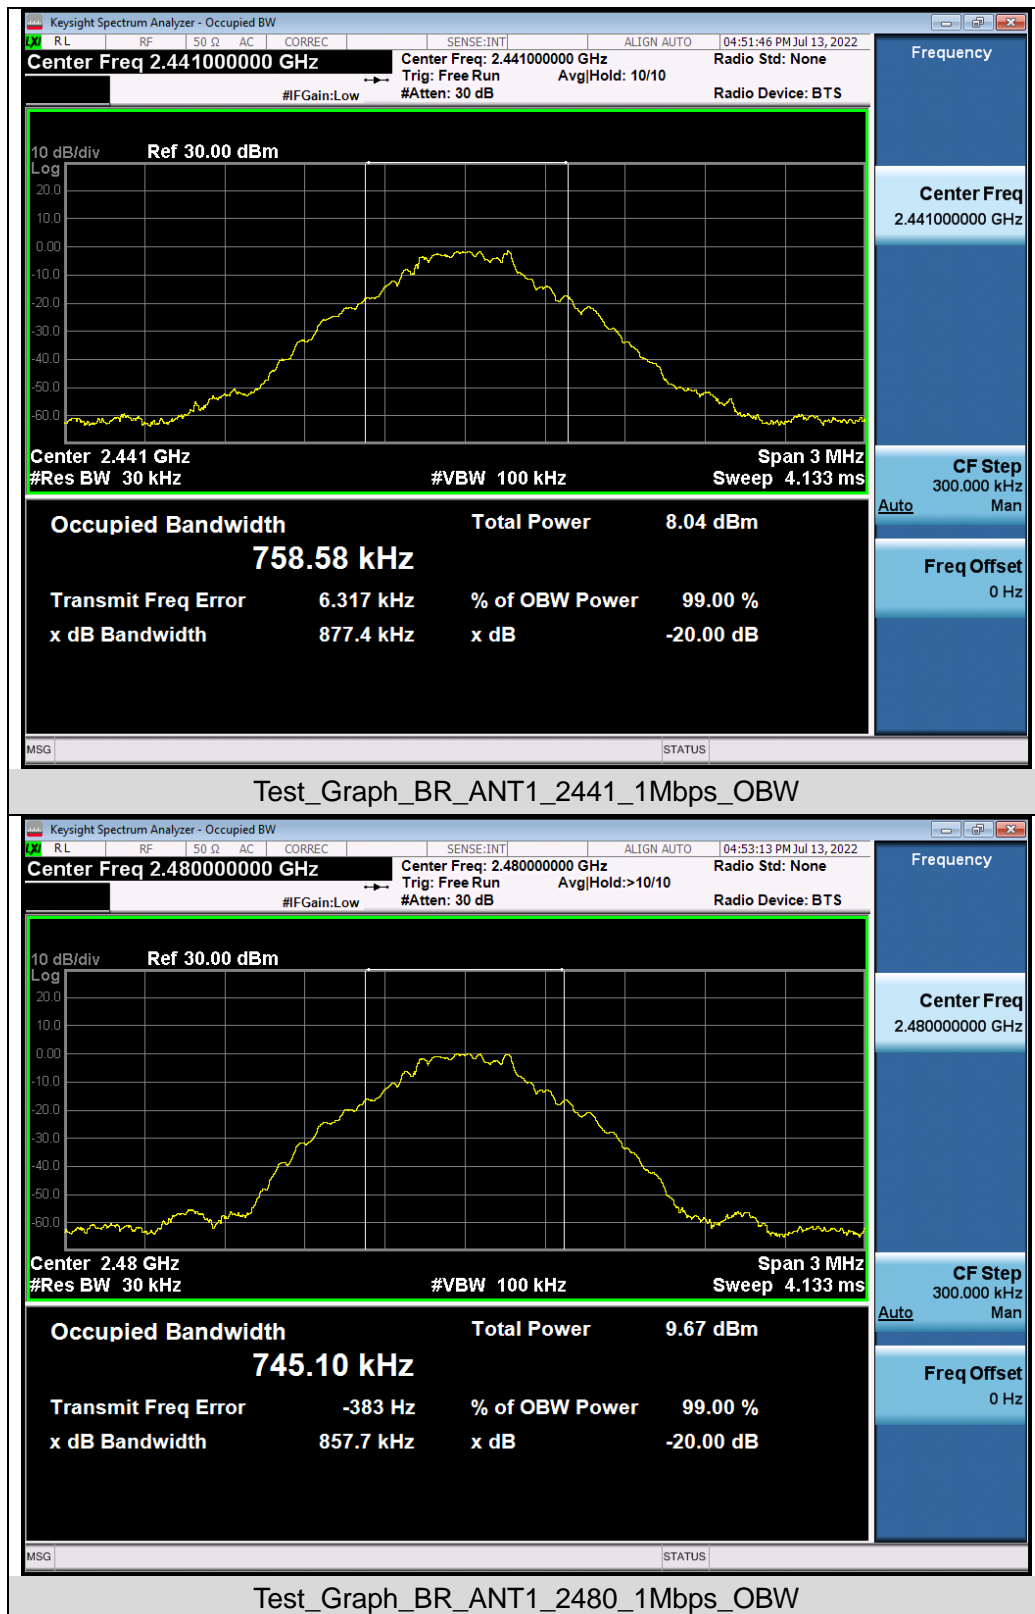 Keysight Spectrum Analyzer - Occupied BW
LXI RL RF 50 Ω AC CORREC SENSE:INT ALIGN AUTO 04:51:46 PM Jul 13, 2022
Center Freq 2.441000000 GHz
Center Freq: 2.441000000 GHz
Radio Std: None
Trig: Free Run Avg|Hold: 10/10
#IFGain:Low
#Atten: 30 dB
Radio Device: BTS
Frequency
10 dB/div Ref 30.00 dBm
Log
20.0
10.0
0.00
-10.0
-20.0
-30.0
-40.0
-50.0
-60.0
Center 2.441 GHz Span 3 MHz
#Res BW 30 kHz #VBW 100 kHz Sweep 4.133 ms
Center Freq
2.441000000 GHz
CF Step
300.000 kHz
Auto Man
Freq Offset
0 Hz
Occupied Bandwidth Total Power 8.04 dBm
758.58 kHz
Transmit Freq Error 6.317 kHz % of OBW Power 99.00 %
x dB Bandwidth 877.4 kHz x dB -20.00 dB
MSG STATUS
Test_Graph_BR_ANT1_2441_1Mbps_OBW
Keysight Spectrum Analyzer - Occupied BW
LXI RL RF 50 Ω AC CORREC SENSE:INT ALIGN AUTO 04:53:13 PM Jul 13, 2022
Center Freq 2.480000000 GHz
Center Freq: 2.480000000 GHz
Radio Std: None
Trig: Free Run Avg|Hold:>10/10
#IFGain:Low
#Atten: 30 dB
Radio Device: BTS
Frequency
10 dB/div Ref 30.00 dBm
Log
20.0
10.0
0.00
-10.0
-20.0
-30.0
-40.0
-50.0
-60.0
Center 2.48 GHz Span 3 MHz
#Res BW 30 kHz #VBW 100 kHz Sweep 4.133 ms
Center Freq
2.480000000 GHz
CF Step
300.000 kHz
Auto Man
Freq Offset
0 Hz
Occupied Bandwidth Total Power 9.67 dBm
745.10 kHz
Transmit Freq Error -383 Hz % of OBW Power 99.00 %
x dB Bandwidth 857.7 kHz x dB -20.00 dB
MSG STATUS
Test_Graph_BR_ANT1_2480_1Mbps_OBW